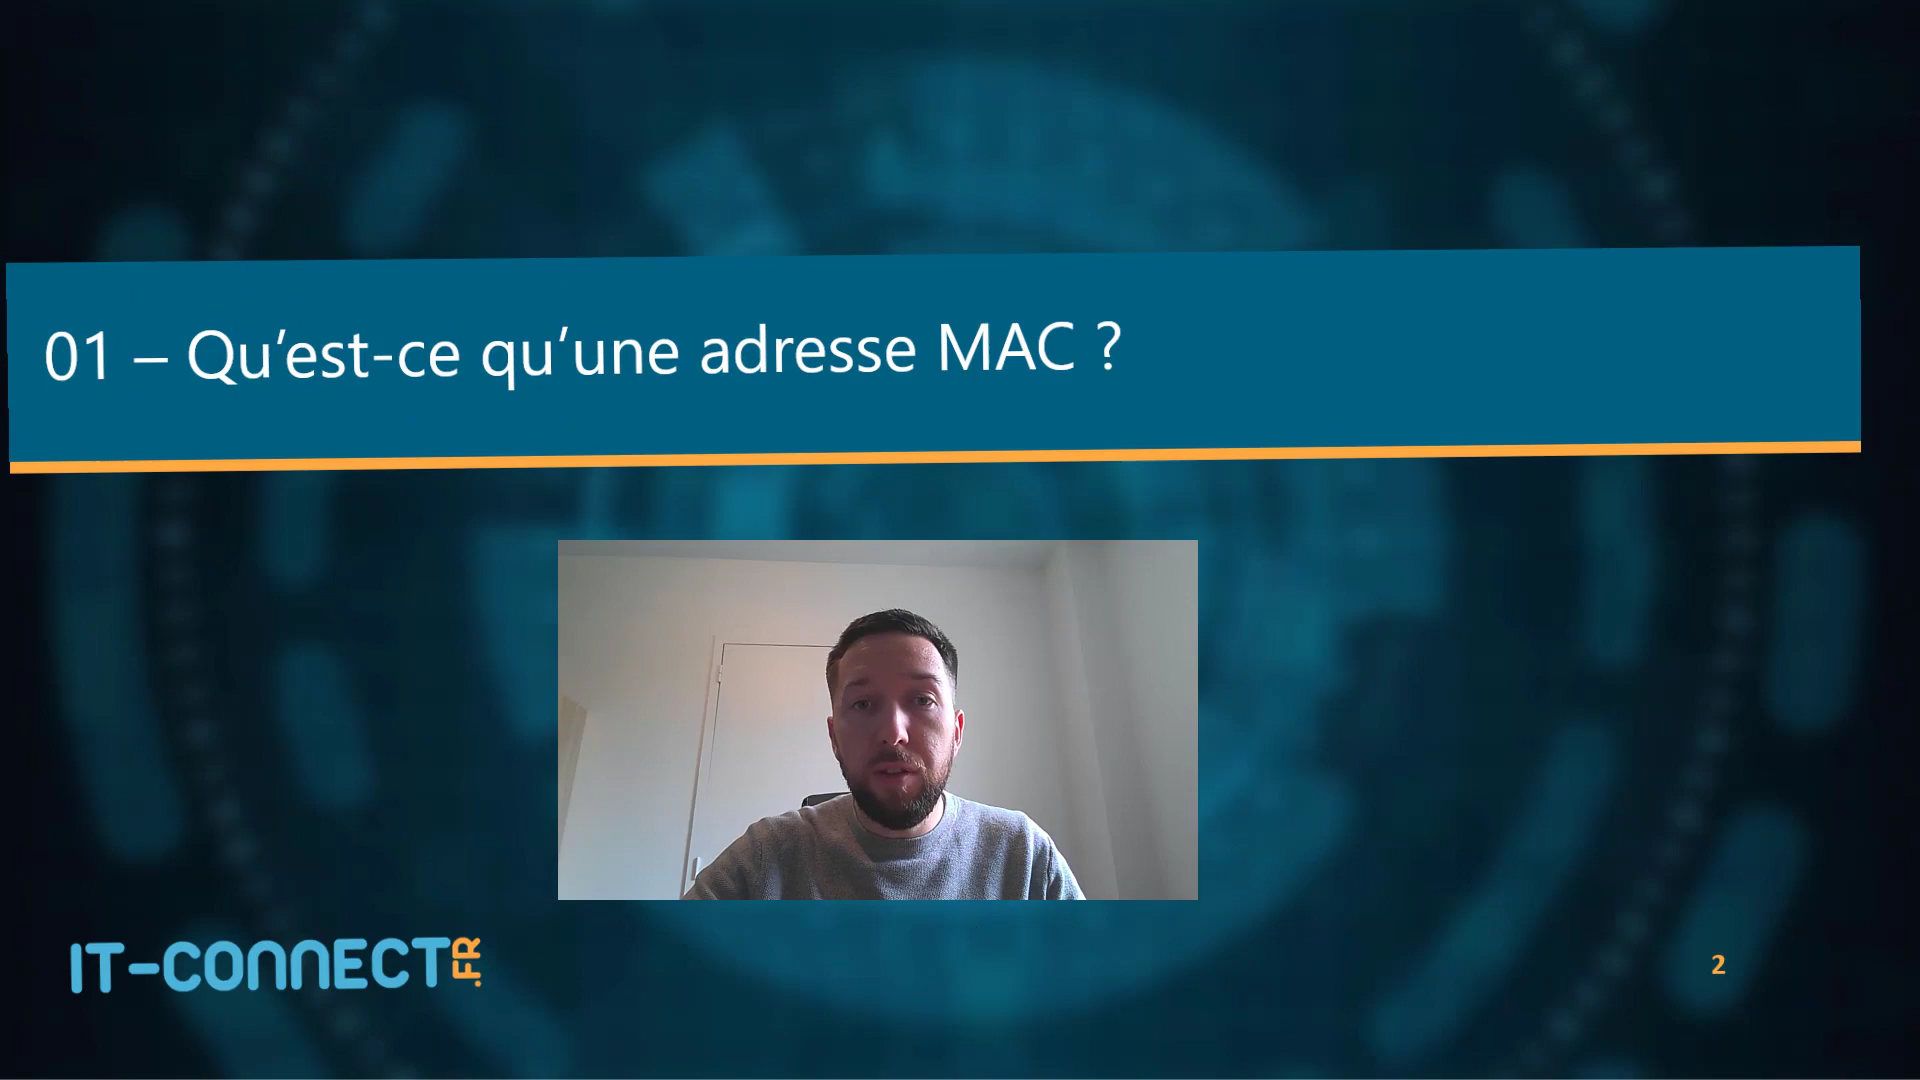 01 – Qu’est-ce qu’une adresse MAC ?
IT-CONNECT.FR
2